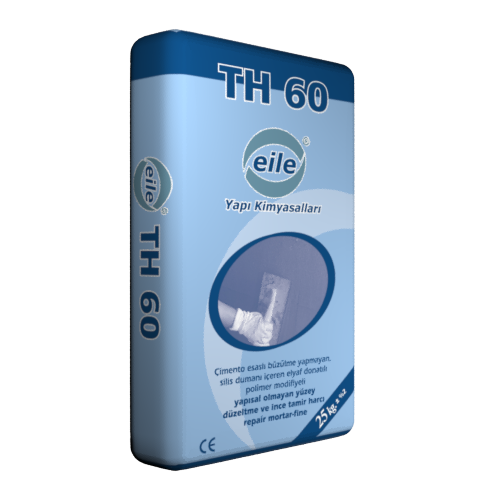 TH 60
eile
®
Yapı Kimyasalları
Çimento esaslı büzülme yapmayan,
silis dumanı içeren elyaf donatılı
polimer modifiyeli
yapısal olmayan yüzey
düzeltme ve ince tamir harcı
repair mortar-fine
25 kg. ± %2
CE
eile
®
TH 60